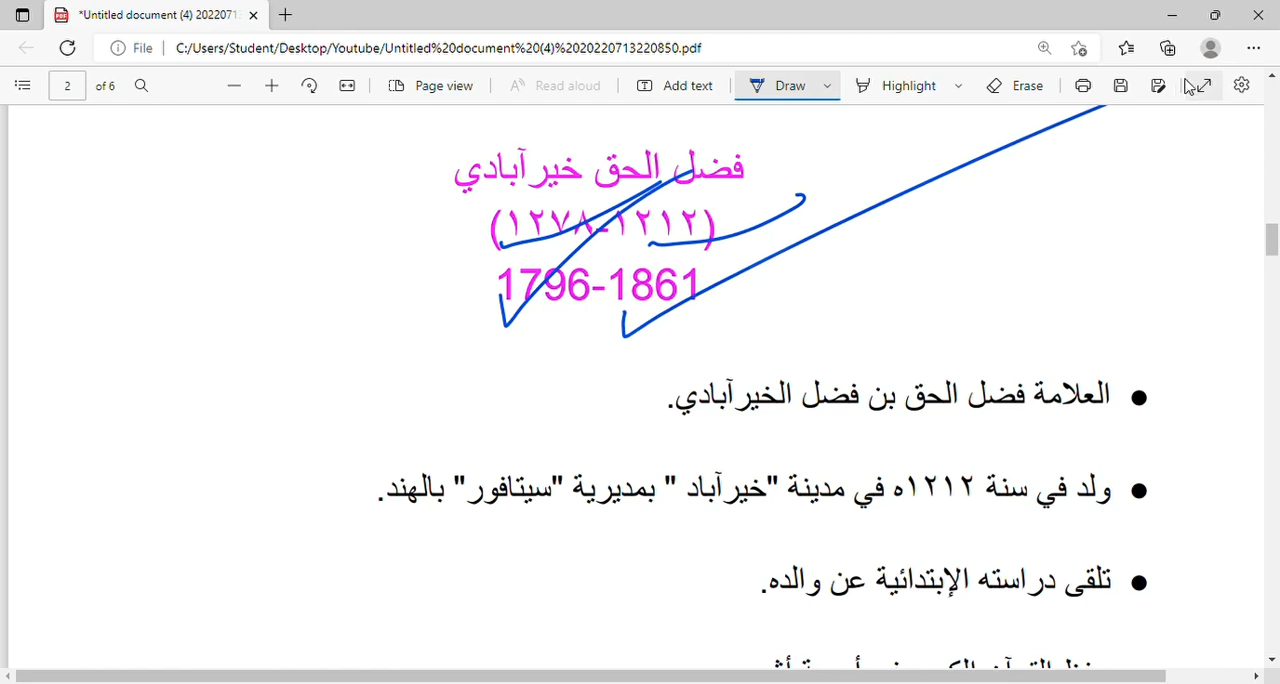 *Untitled document (4) 2022071
File
C:/Users/Student/Desktop/Youtube/Untitled%20document%20(4)%2020220713220850.pdf
2 of 6
Page view
Read aloud
Add text
Draw
Highlight
Erase
فضل الحق خيرآبادي
(١٢١٢-١٢٧٨)
1796-1861
● العلامة فضل الحق بن فضل الخيرآبادي.
● ولد في سنة ١٢١٢ه في مدينة "خيرآباد " بمديرية "سيتافور" بالهند.
● تلقى دراسته الإبتدائية عن والده.